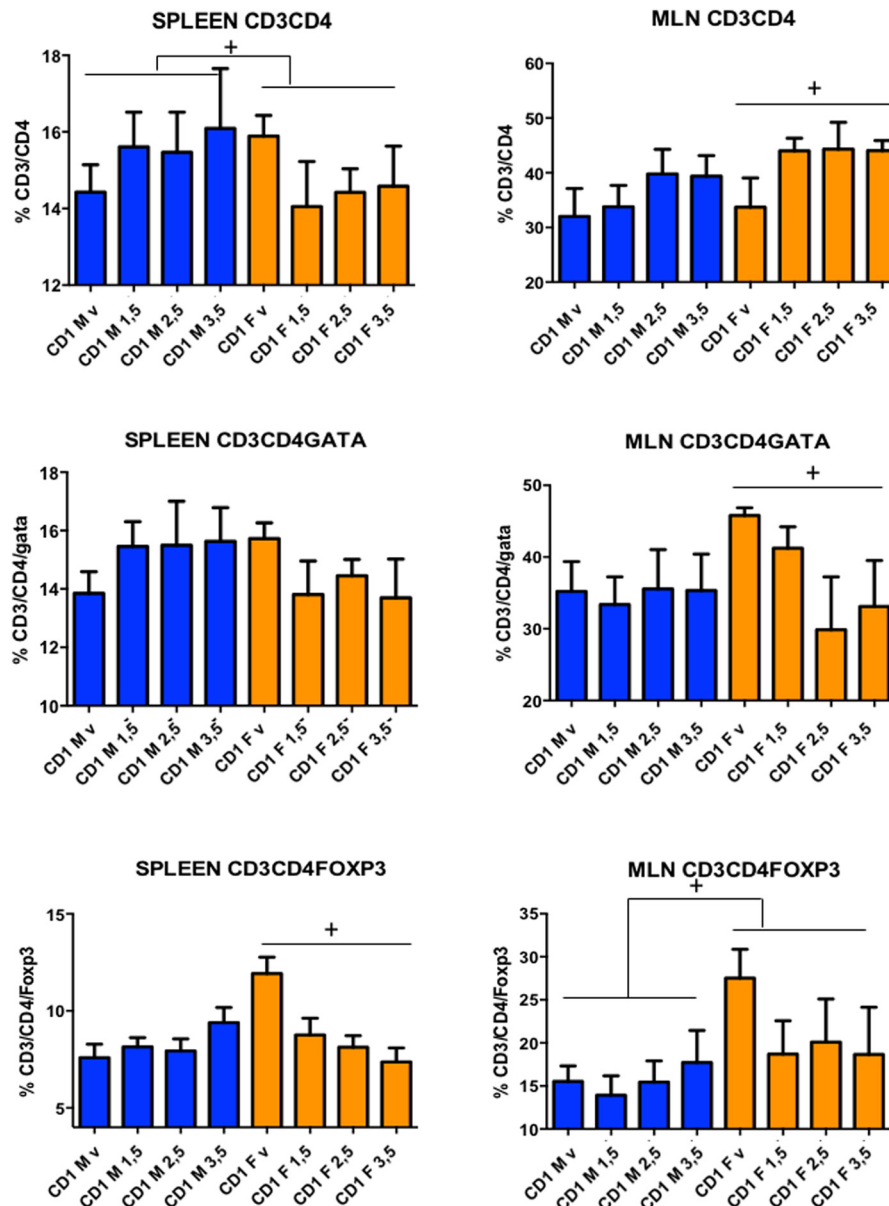 SPLEEN CD3CD4
+
% CD3/CD4
18
16
14
12
CD1 M v
CD1 M 1,5
CD1 M 2,5
CD1 M 3,5
CD1 F v
CD1 F 1,5
CD1 F 2,5
CD1 F 3,5
MLN CD3CD4
+
% CD3/CD4
60
50
40
30
20
CD1 M v
CD1 M 1,5
CD1 M 2,5
CD1 M 3,5
CD1 F v
CD1 F 1,5
CD1 F 2,5
CD1 F 3,5
SPLEEN CD3CD4GATA
% CD3/CD4/gata
18
16
14
12
10
CD1 M v
CD1 M 1,5
CD1 M 2,5
CD1 M 3,5
CD1 F v
CD1 F 1,5
CD1 F 2,5
CD1 F 3,5
MLN CD3CD4GATA
+
% CD3/CD4/gata
50
40
30
20
CD1 M v
CD1 M 1,5
CD1 M 2,5
CD1 M 3,5
CD1 F v
CD1 F 1,5
CD1 F 2,5
CD1 F 3,5
SPLEEN CD3CD4FOXP3
+
% CD3/CD4/Foxp3
15
10
5
CD1 M v
CD1 M 1,5
CD1 M 2,5
CD1 M 3,5
CD1 F v
CD1 F 1,5
CD1 F 2,5
CD1 F 3,5
MLN CD3CD4FOXP3
+
% CD3/CD4/Foxp3
35
30
25
20
15
10
CD1 M v
CD1 M 1,5
CD1 M 2,5
CD1 M 3,5
CD1 F v
CD1 F 1,5
CD1 F 2,5
CD1 F 3,5